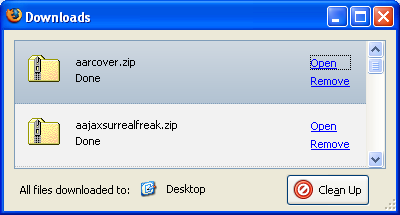 Downloads
aarcover.zip
Open
Done
Remove
aajaxsurrealfreak.zip
Open
Done
Remove
All files downloaded to: Desktop
Clean Up